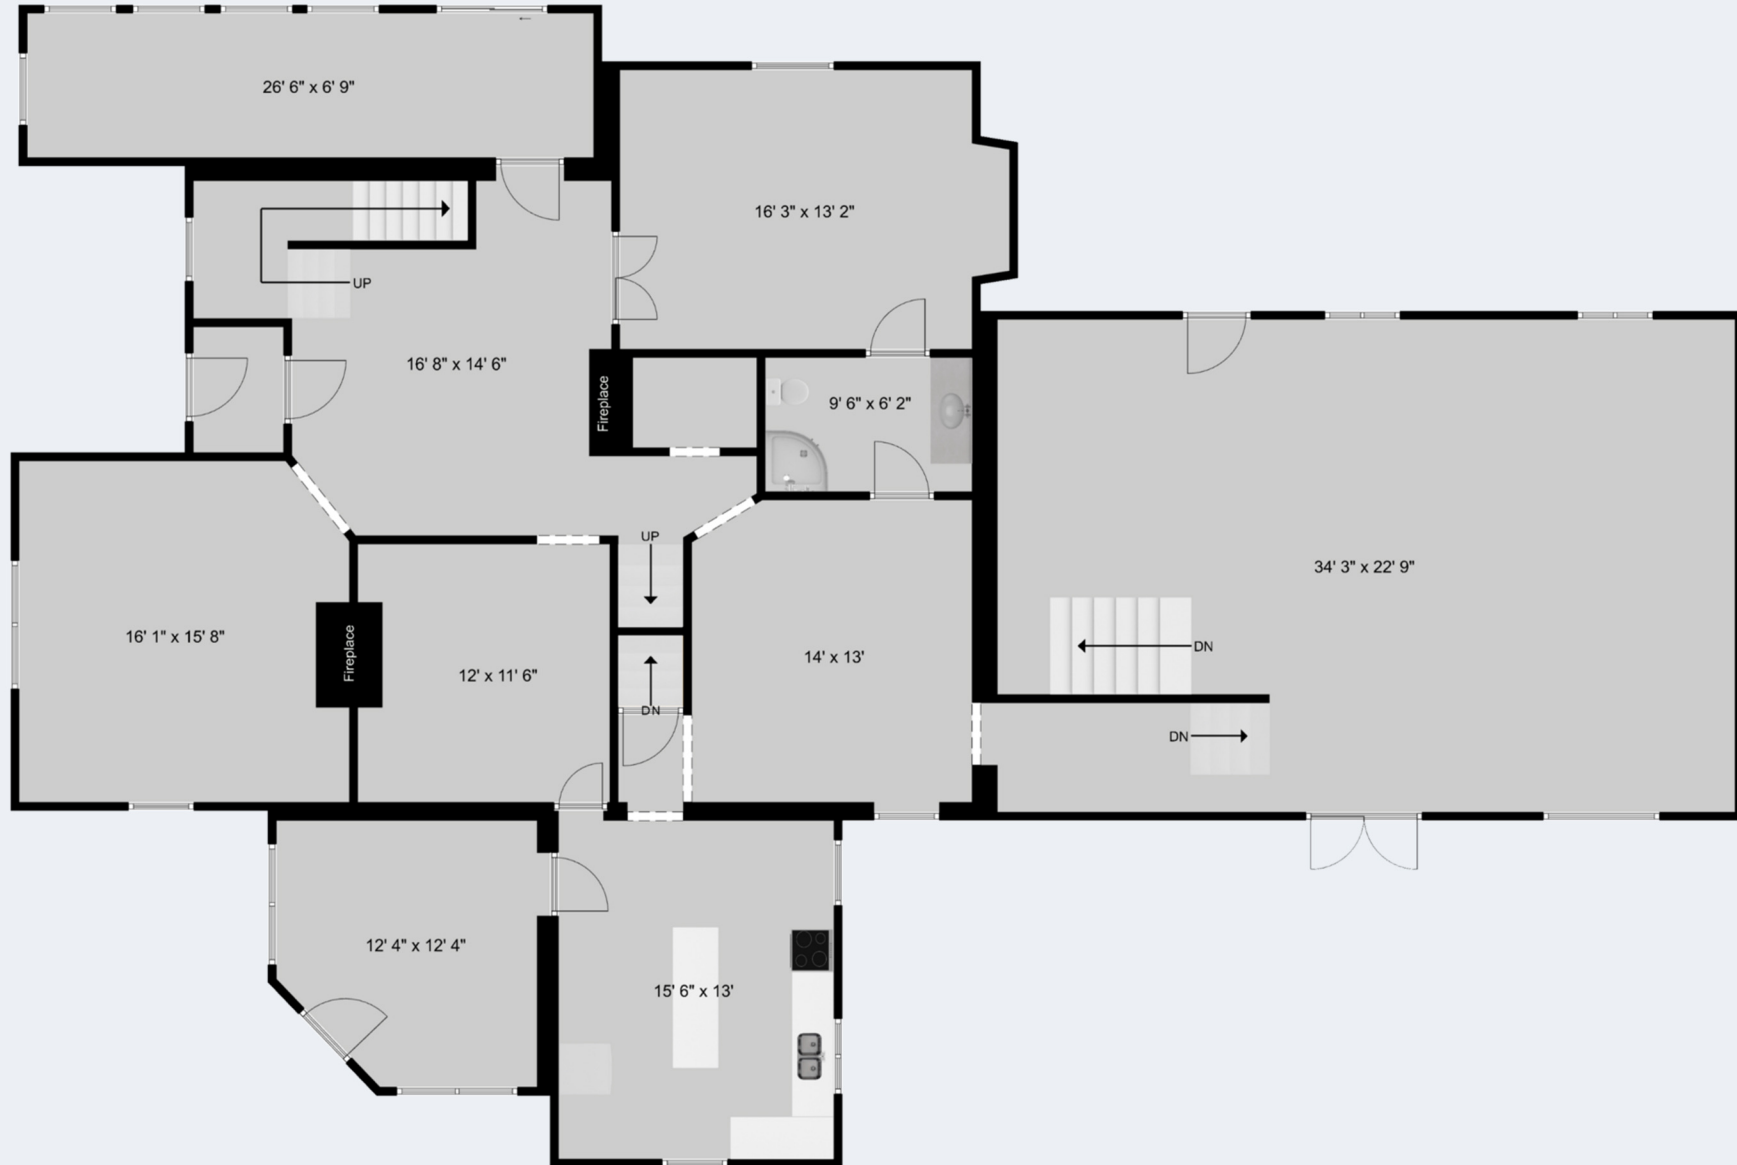 26' 6" x 6' 9"
16' 3" x 13' 2"
UP
16' 8" x 14' 6"
Fireplace
9' 6" x 6' 2"
UP
34' 3" x 22' 9"
16' 1" x 15' 8"
Fireplace
12' x 11' 6"
14' x 13'
DN
DN
DN
12' 4" x 12' 4"
15' 6" x 13'